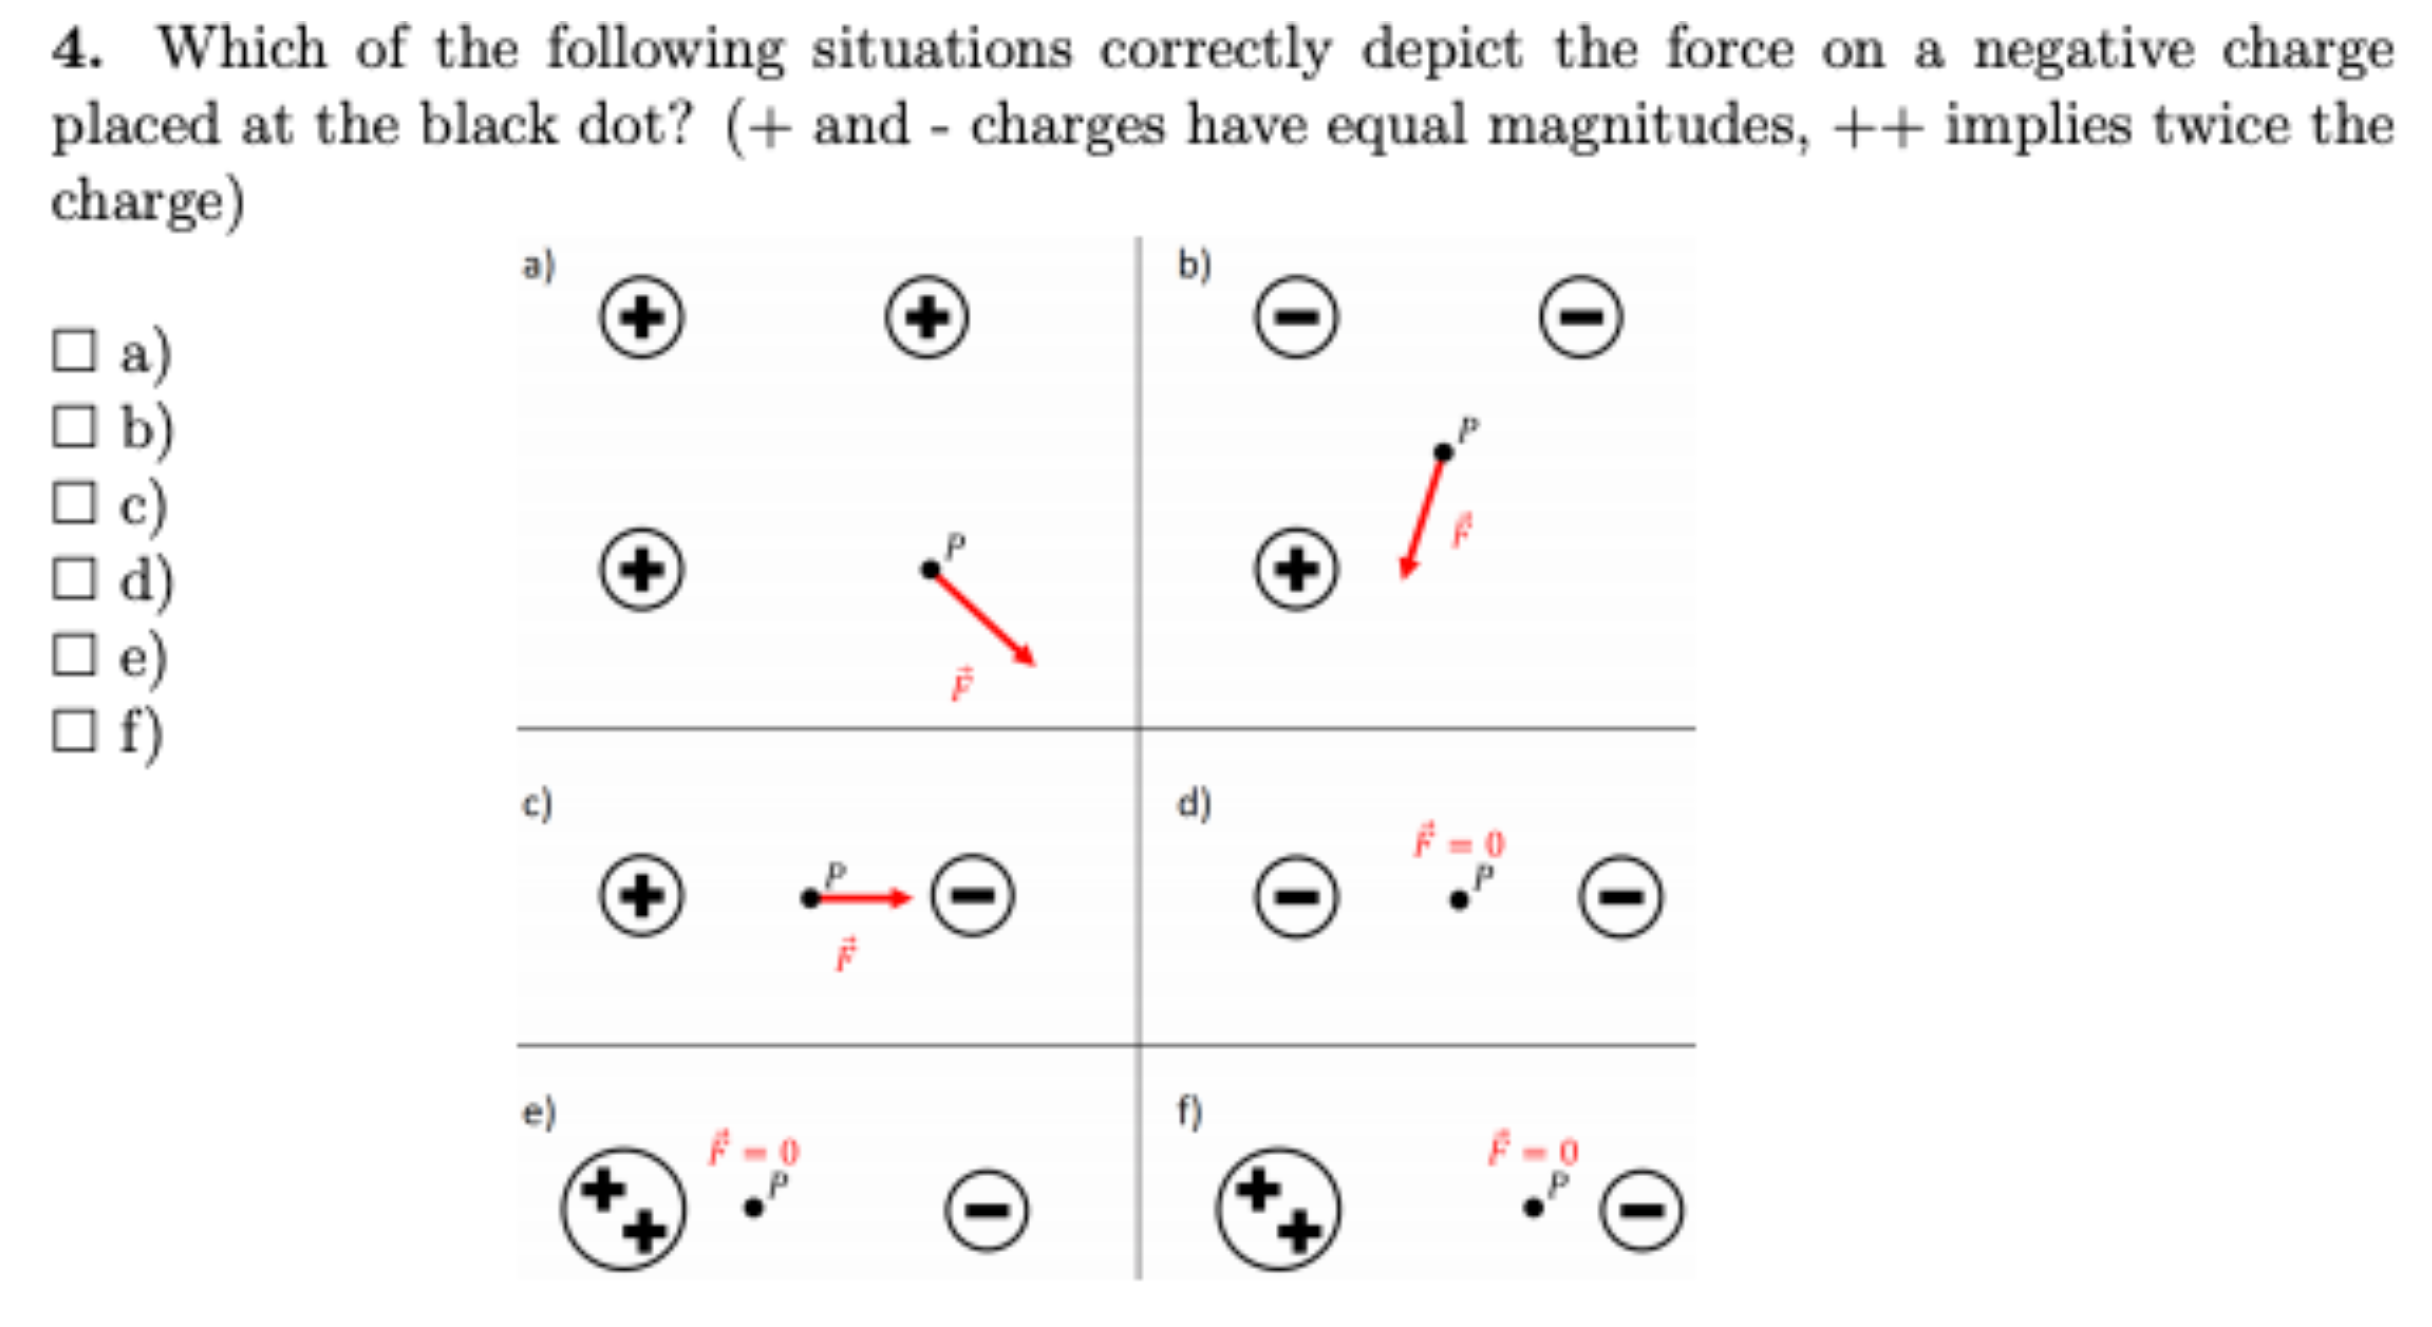 4. Which of the following situations correctly depict the force on a negative charge
placed at the black dot? (+ and - charges have equal magnitudes, ++ implies twice the
charge)
☐ a)
☐ b)
☐ c)
☐ d)
☐ e)
☐ f)
a)
+ +
+ P
F⃗
b)
− −
P
+ F⃗
c)
+ P −
F⃗
d)
F⃗ = 0
− P −
e)
F⃗ = 0
+ + P −
f)
F⃗ = 0
+ + P −